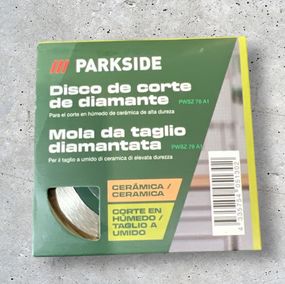 PARKSIDE
Disco de corte
de diamante PWSZ 76 A1
Para el corte en húmedo de cerámica de alta dureza
Mola da taglio
diamantata PWSZ 76 A1
Per il taglio a umido di ceramica di elevata durezza
CERÁMICA /
CERAMICA
CORTE EN
HÚMEDO /
TAGLIO A
UMIDO